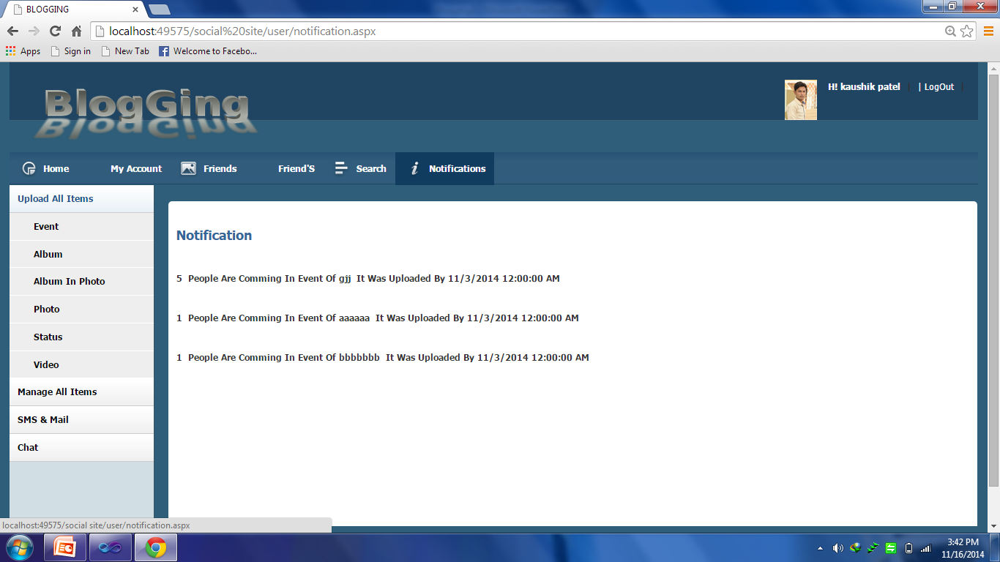 BLOGGING
localhost:49575/social%20site/user/notification.aspx
Apps Sign in New Tab Welcome to Facebo...
BlogGing
H! kaushik patel | | LogOut |
Home My Account Friends Friend'S Search Notifications
Upload All Items
Event
Album
Album In Photo
Photo
Status
Video
Manage All Items
SMS & Mail
Chat
Notification
5 People Are Comming In Event Of gjj It Was Uploaded By 11/3/2014 12:00:00 AM
1 People Are Comming In Event Of aaaaaa It Was Uploaded By 11/3/2014 12:00:00 AM
1 People Are Comming In Event Of bbbbbbb It Was Uploaded By 11/3/2014 12:00:00 AM
localhost:49575/social site/user/notification.aspx
3:42 PM
11/16/2014